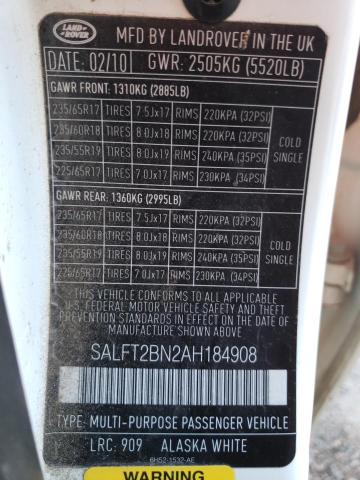 LAND ROVER
MFD BY LANDROVER IN THE UK
DATE: 02/10 GWR: 2505KG (5520LB)
GAWR FRONT: 1310KG (2885LB)
235/65R17 TIRES 7.5Jx17 RIMS 220KPA (32PSI)
235/60R18 TIRES 8.0Jx18 RIMS 220KPA (32PSI) COLD
235/55R19 TIRES 8.0Jx19 RIMS 240KPA (35PSI) SINGLE
225/65R17 TIRES 7.0Jx17 RIMS 230KPA (34PSI)
GAWR REAR: 1360KG (2995LB)
235/65R17 TIRES 7.5Jx17 RIMS 220KPA (32PSI)
235/60R18 TIRES 8.0Jx18 RIMS 220KPA (32PSI) COLD
235/55R19 TIRES 8.0Jx19 RIMS 240KPA (35PSI) SINGLE
225/65R17 TIRES 7.0Jx17 RIMS 230KPA (34PSI)
THIS VEHICLE CONFORMS TO ALL APPLICABLE
U.S. FEDERAL MOTOR VEHICLE SAFETY AND THEFT
PREVENTION STANDARDS IN EFFECT ON THE DATE
OF MANUFACTURE SHOWN ABOVE
SALFT2BN2AH184908
TYPE: MULTI-PURPOSE PASSENGER VEHICLE
LRC: 909 ALASKA WHITE
6H52-1532-AE
WARNING